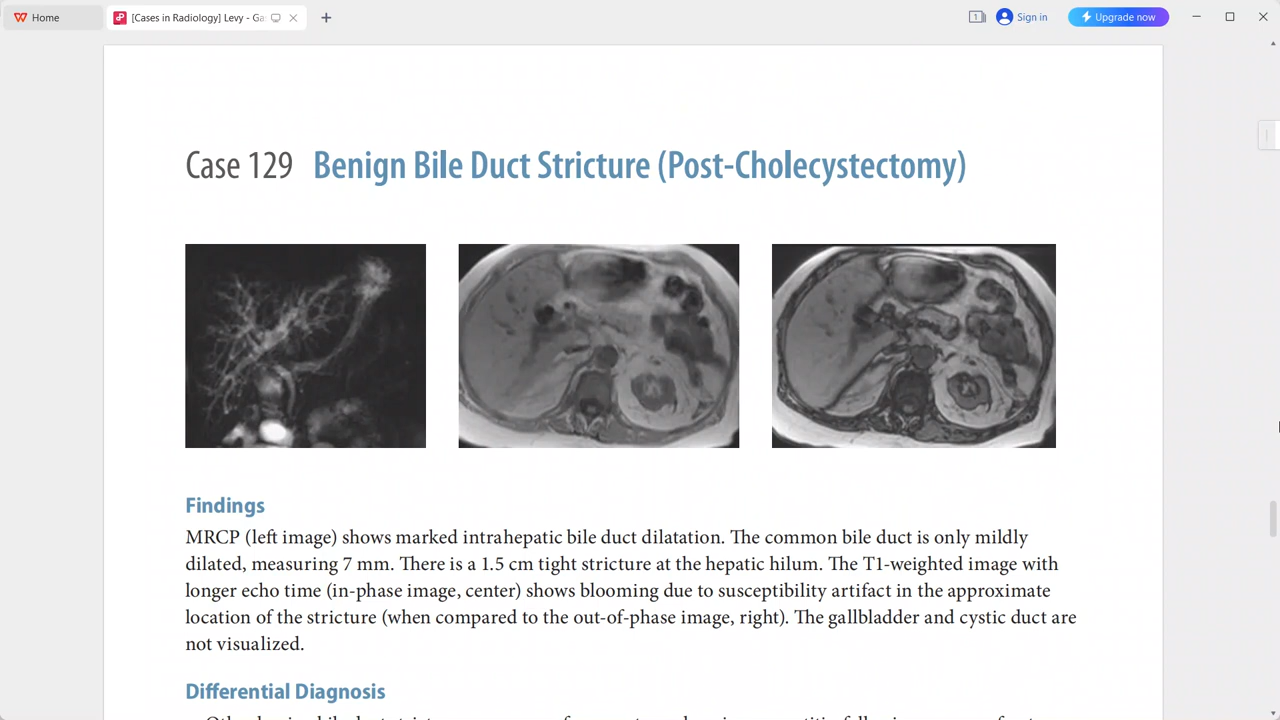 Home
[Cases in Radiology] Levy - Ga
1
Sign in
Upgrade now
Case 129 Benign Bile Duct Stricture (Post-Cholecystectomy)
Findings
MRCP (left image) shows marked intrahepatic bile duct dilatation. The common bile duct is only mildly
dilated, measuring 7 mm. There is a 1.5 cm tight stricture at the hepatic hilum. The T1-weighted image with
longer echo time (in-phase image, center) shows blooming due to susceptibility artifact in the approximate
location of the stricture (when compared to the out-of-phase image, right). The gallbladder and cystic duct are
not visualized.
Differential Diagnosis